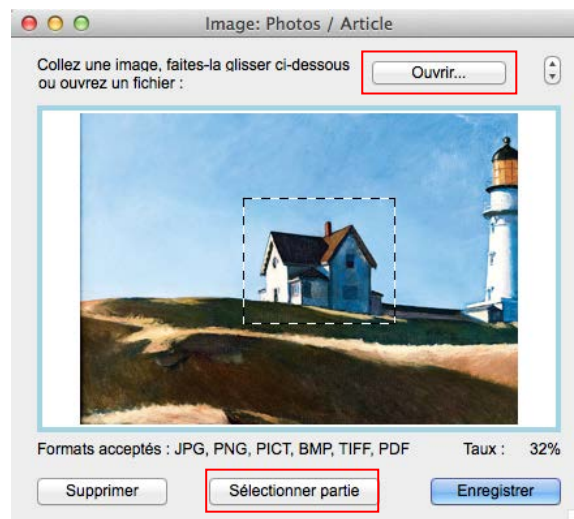 Image: Photos / Article
Collez une image, faites-la glisser ci-dessous
ou ouvrez un fichier :
Ouvrir...
Formats acceptés : JPG, PNG, PICT, BMP, TIFF, PDF
Taux : 32%
Supprimer
Sélectionner partie
Enregistrer